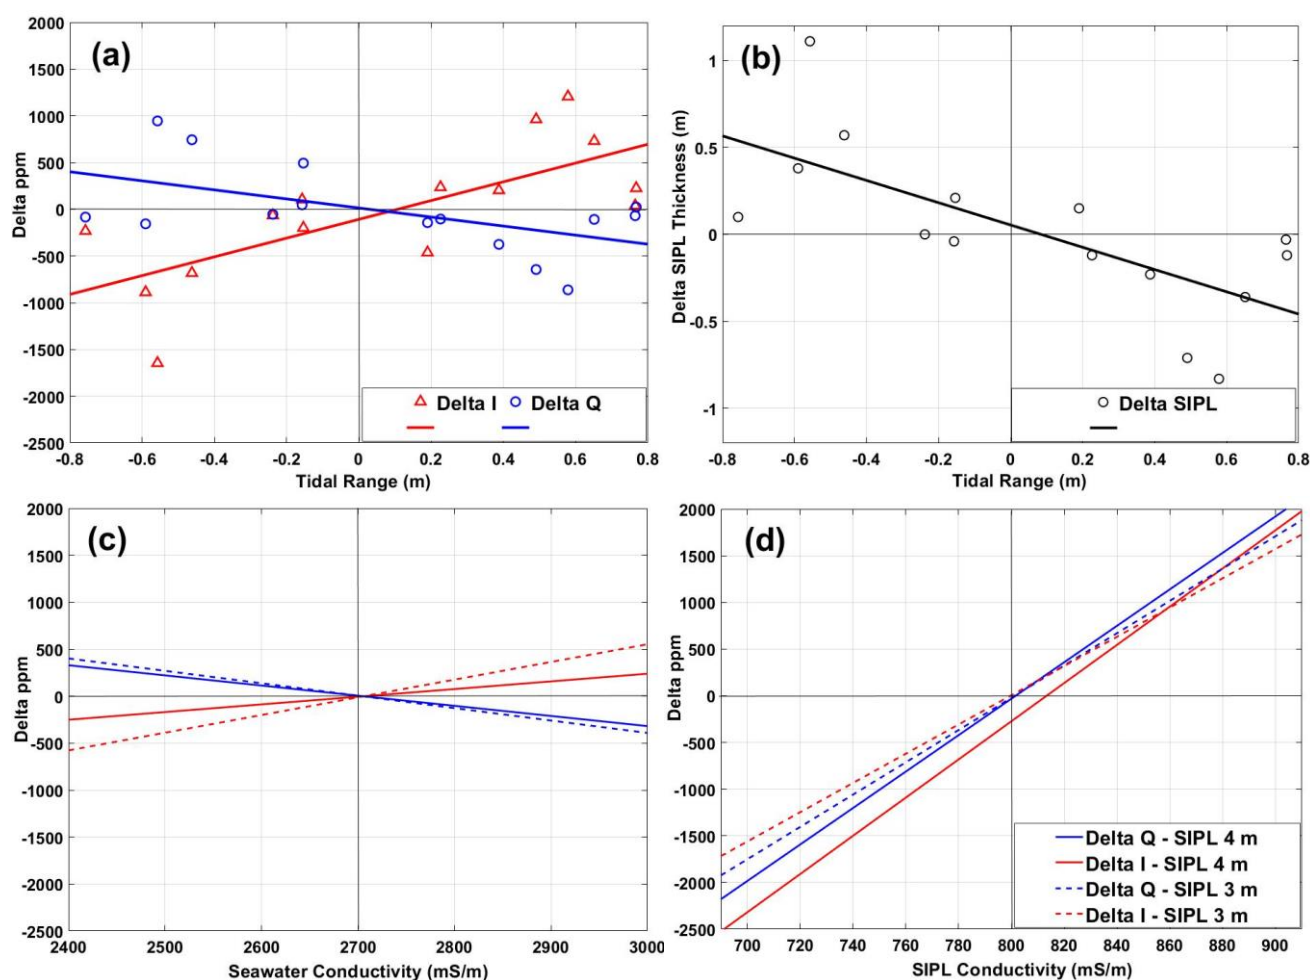 (a)
2000
1500
1000
500
0
-500
-1000
-1500
-2000
-2500
Delta ppm
Delta I Delta Q
-0.8 -0.6 -0.4 -0.2 0 0.2 0.4 0.6 0.8
Tidal Range (m)
(b)
1
0.5
0
-0.5
-1
Delta SIPL Thickness (m)
Delta SIPL
-0.8 -0.6 -0.4 -0.2 0 0.2 0.4 0.6 0.8
Tidal Range (m)
(c)
2000
1500
1000
500
0
-500
-1000
-1500
-2000
-2500
Delta ppm
2400 2500 2600 2700 2800 2900 3000
Seawater Conductivity (mS/m)
(d)
2000
1500
1000
500
0
-500
-1000
-1500
-2000
-2500
Delta ppm
Delta Q - SIPL 4 m
Delta I - SIPL 4 m
Delta Q - SIPL 3 m
Delta I - SIPL 3 m
700 720 740 760 780 800 820 840 860 880 900
SIPL Conductivity (mS/m)